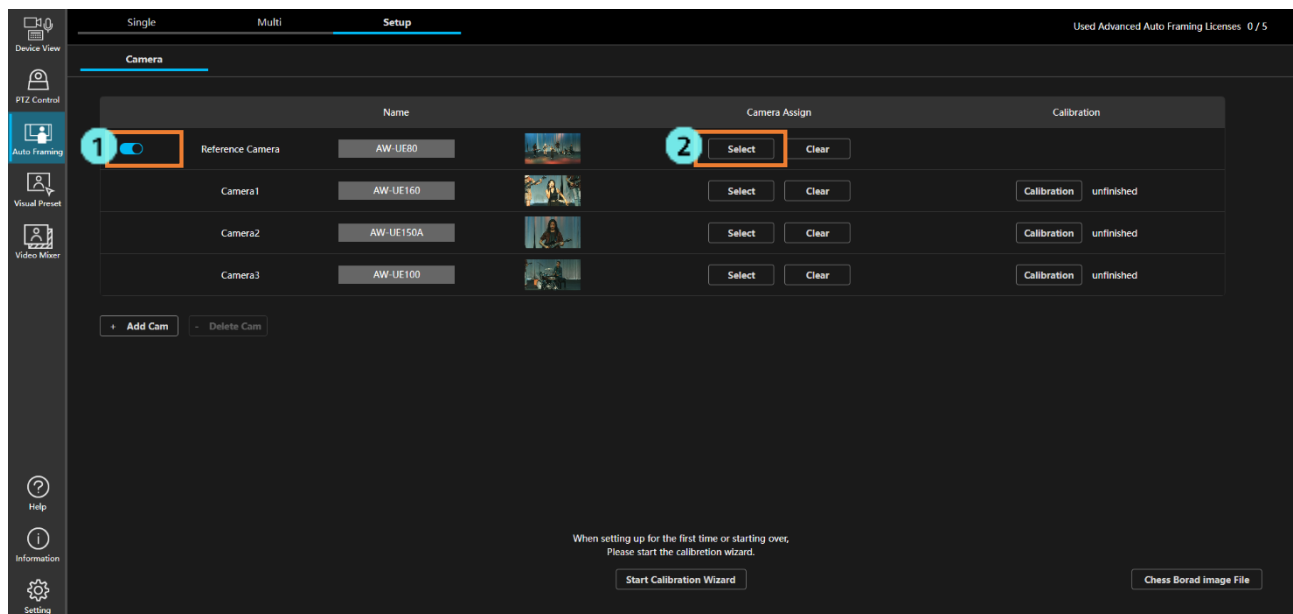 Single Multi Setup Used Advanced Auto Framing Licenses 0 / 5
Device View
Camera
PTZ Control
Name Camera Assign Calibration
Auto Framing
1 Reference Camera AW-UE80 2 Select Clear
Visual Preset
Camera1 AW-UE160 Select Clear Calibration unfinished
Camera2 AW-UE150A Select Clear Calibration unfinished
Video Mixer
Camera3 AW-UE100 Select Clear Calibration unfinished
+ Add Cam - Delete Cam
Help
When setting up for the first time or starting over,
Please start the calibretion wizard.
Information
Start Calibration Wizard Chess Borad image File
Setting